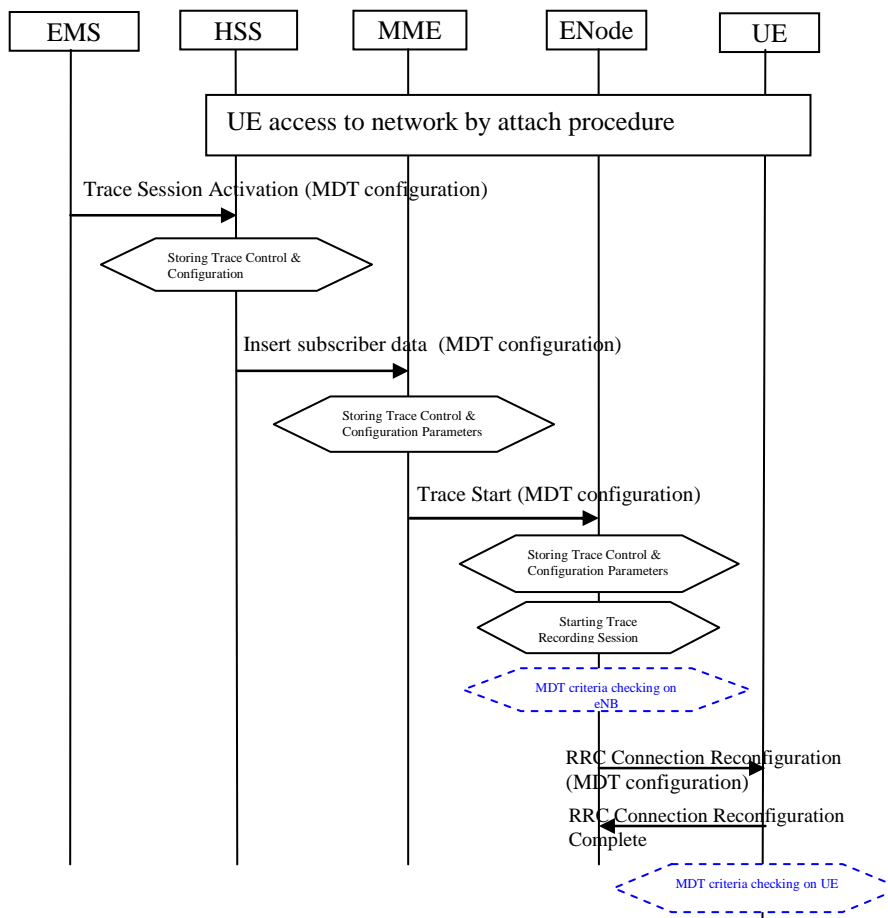 EMS HSS MME ENode UE
UE access to network by attach procedure
Trace Session Activation (MDT configuration)
Storing Trace Control &
Configuration
Insert subscriber data (MDT configuration)
Storing Trace Control &
Configuration Parameters
Trace Start (MDT configuration)
Storing Trace Control &
Configuration Parameters
Starting Trace
Recording Session
MDT criteria checking on
eNB
RRC Connection Reconfiguration
(MDT configuration)
RRC Connection Reconfiguration
Complete
MDT criteria checking on UE